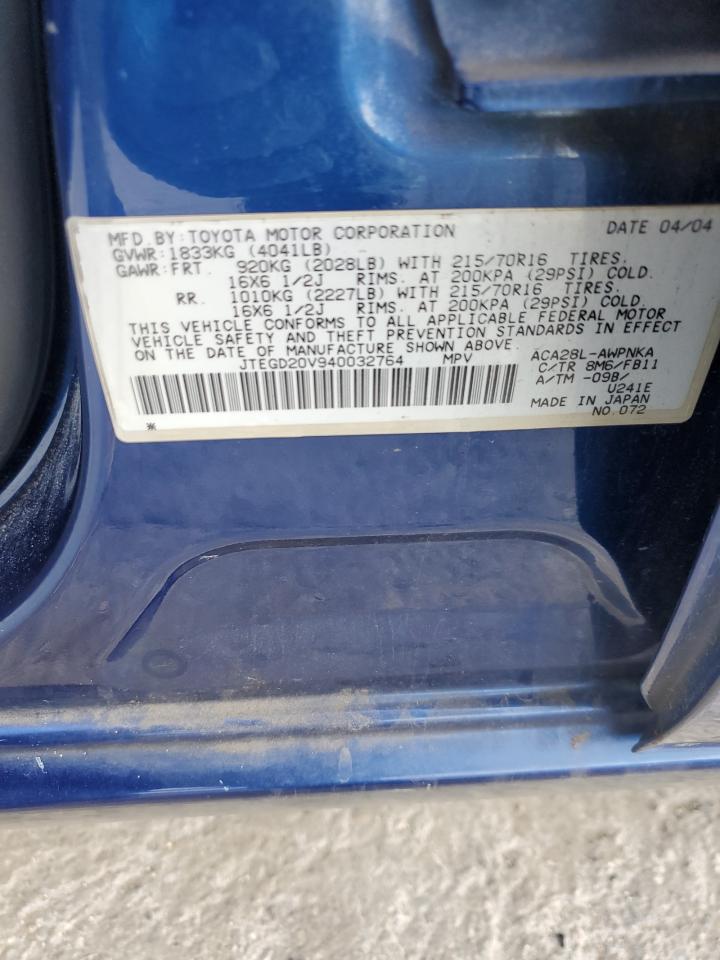 MFD. BY: TOYOTA MOTOR CORPORATION DATE 04/04
GVWR: 1833KG (4041LB)
GAWR: FRT. 920KG (2028LB) WITH 215/70R16 TIRES.
16X6 1/2J RIMS. AT 200KPA (29PSI) COLD.
RR. 1010KG (2227LB) WITH 215/70R16 TIRES.
16X6 1/2J RIMS. AT 200KPA (29PSI) COLD.
THIS VEHICLE CONFORMS TO ALL APPLICABLE FEDERAL MOTOR
VEHICLE SAFETY AND THEFT PREVENTION STANDARDS IN EFFECT
ON THE DATE OF MANUFACTURE SHOWN ABOVE.
JTEGD20V940032764 MPV ACA28L-AWPNKA
C/TR 8M6/FB11
A/TM -09B/
U241E
MADE IN JAPAN
NO. 072